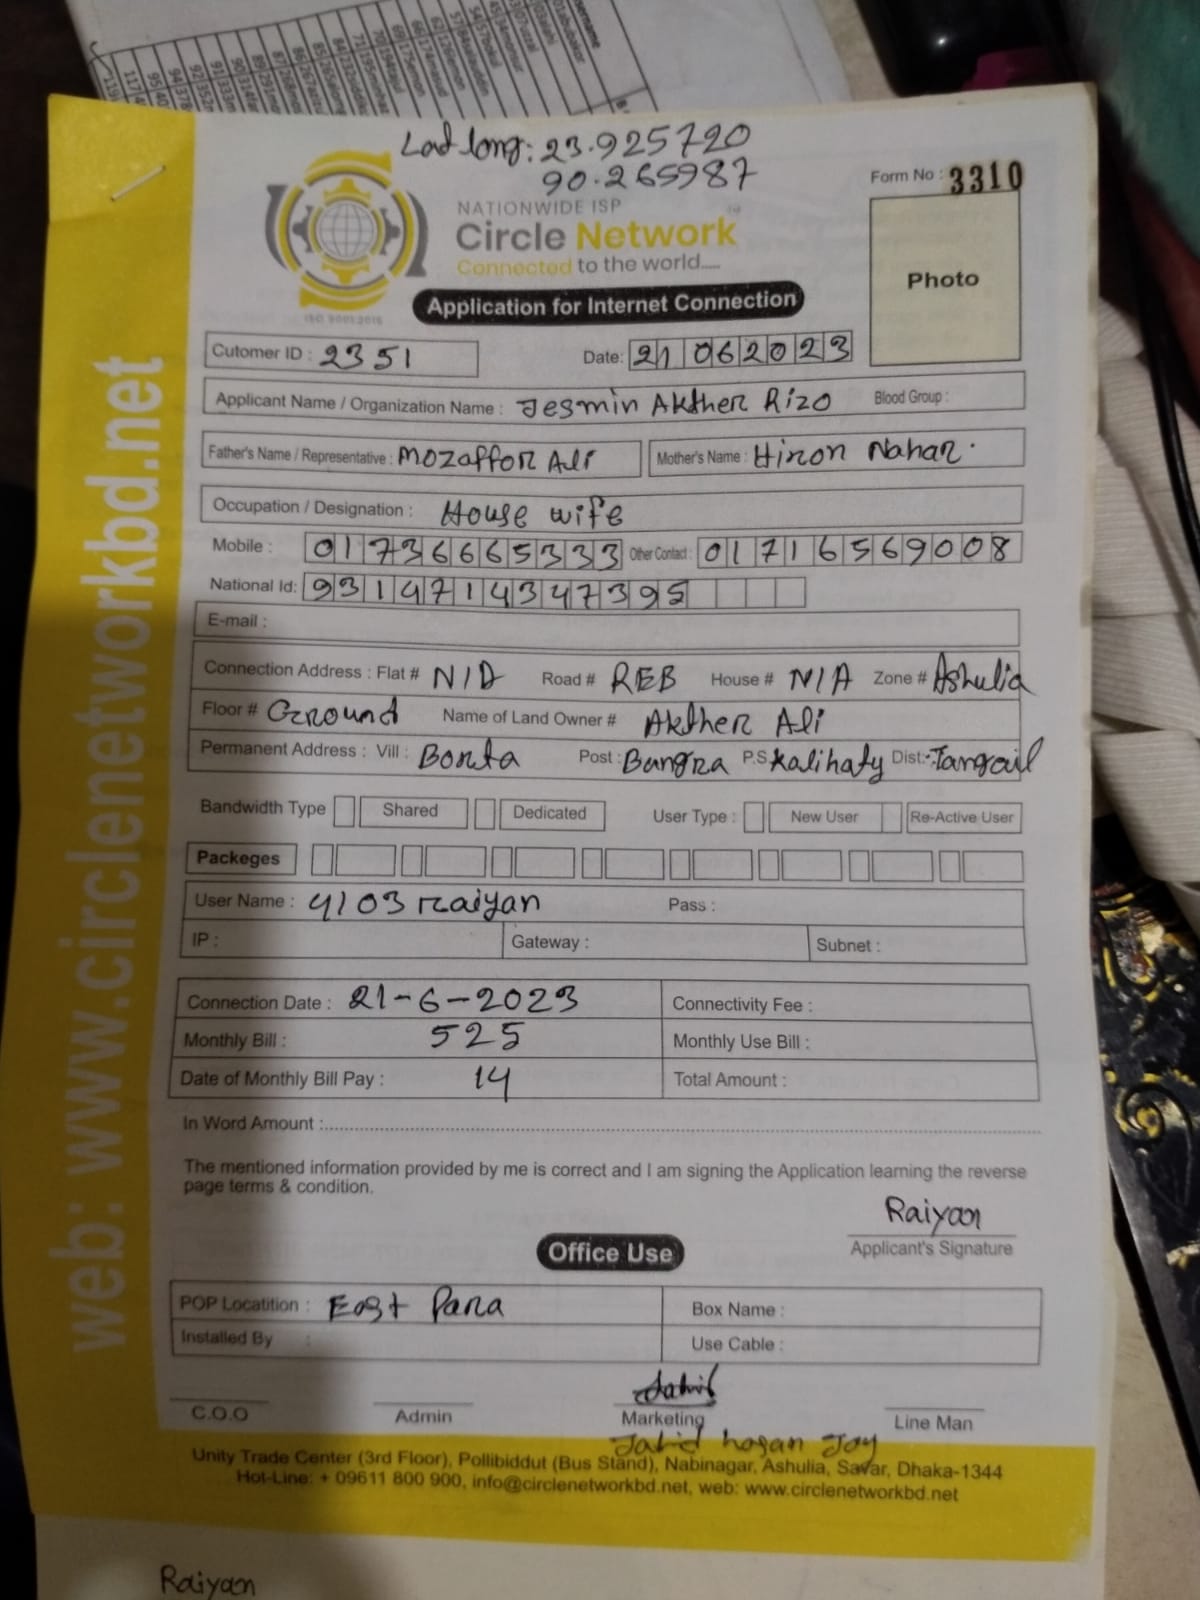 Lad long: 23.925720
90.265987
Form No : 3310
NATIONWIDE ISP
Circle Network
Connected to the world.....
ISO 9001:2015
Photo
Application for Internet Connection
Cutomer ID : 2351
Date: 21 06 2023
Applicant Name / Organization Name : Jesmin Akther Rizo Blood Group :
Father's Name / Representative : Mozaffor Ali Mother's Name : Hiron Nahar.
Occupation / Designation : House wife
Mobile : 01736665333 Other Contact : 01716569008
National Id: 9314714347395
E-mail :
Connection Address : Flat # N/A Road # REB House # N/A Zone # Ashulia
Floor # Ground Name of Land Owner # Akther Ali
Permanent Address : Vill : Borta Post : Bangra P.S Kalihaty Dist:- Tangail
Bandwidth Type Shared Dedicated User Type : New User Re-Active User
Packeges
User Name : 4103 raiyan Pass :
IP : Gateway : Subnet :
Connection Date : 21-6-2023 Connectivity Fee :
Monthly Bill : 525 Monthly Use Bill :
Date of Monthly Bill Pay : 14 Total Amount :
In Word Amount :
The mentioned information provided by me is correct and I am signing the Application learning the reverse
page terms & condition.
Raiyan
Applicant's Signature
Office Use
POP Locatition : East Para Box Name :
Installed By : Use Cable :
C.O.O Admin Marketing Line Man
Jahid hasan Joy
Unity Trade Center (3rd Floor), Pollibiddut (Bus Stand), Nabinagar, Ashulia, Savar, Dhaka-1344
Hot-Line: + 09611 800 900, info@circlenetworkbd.net, web: www.circlenetworkbd.net
web: www.circlenetworkbd.net
Raiyan